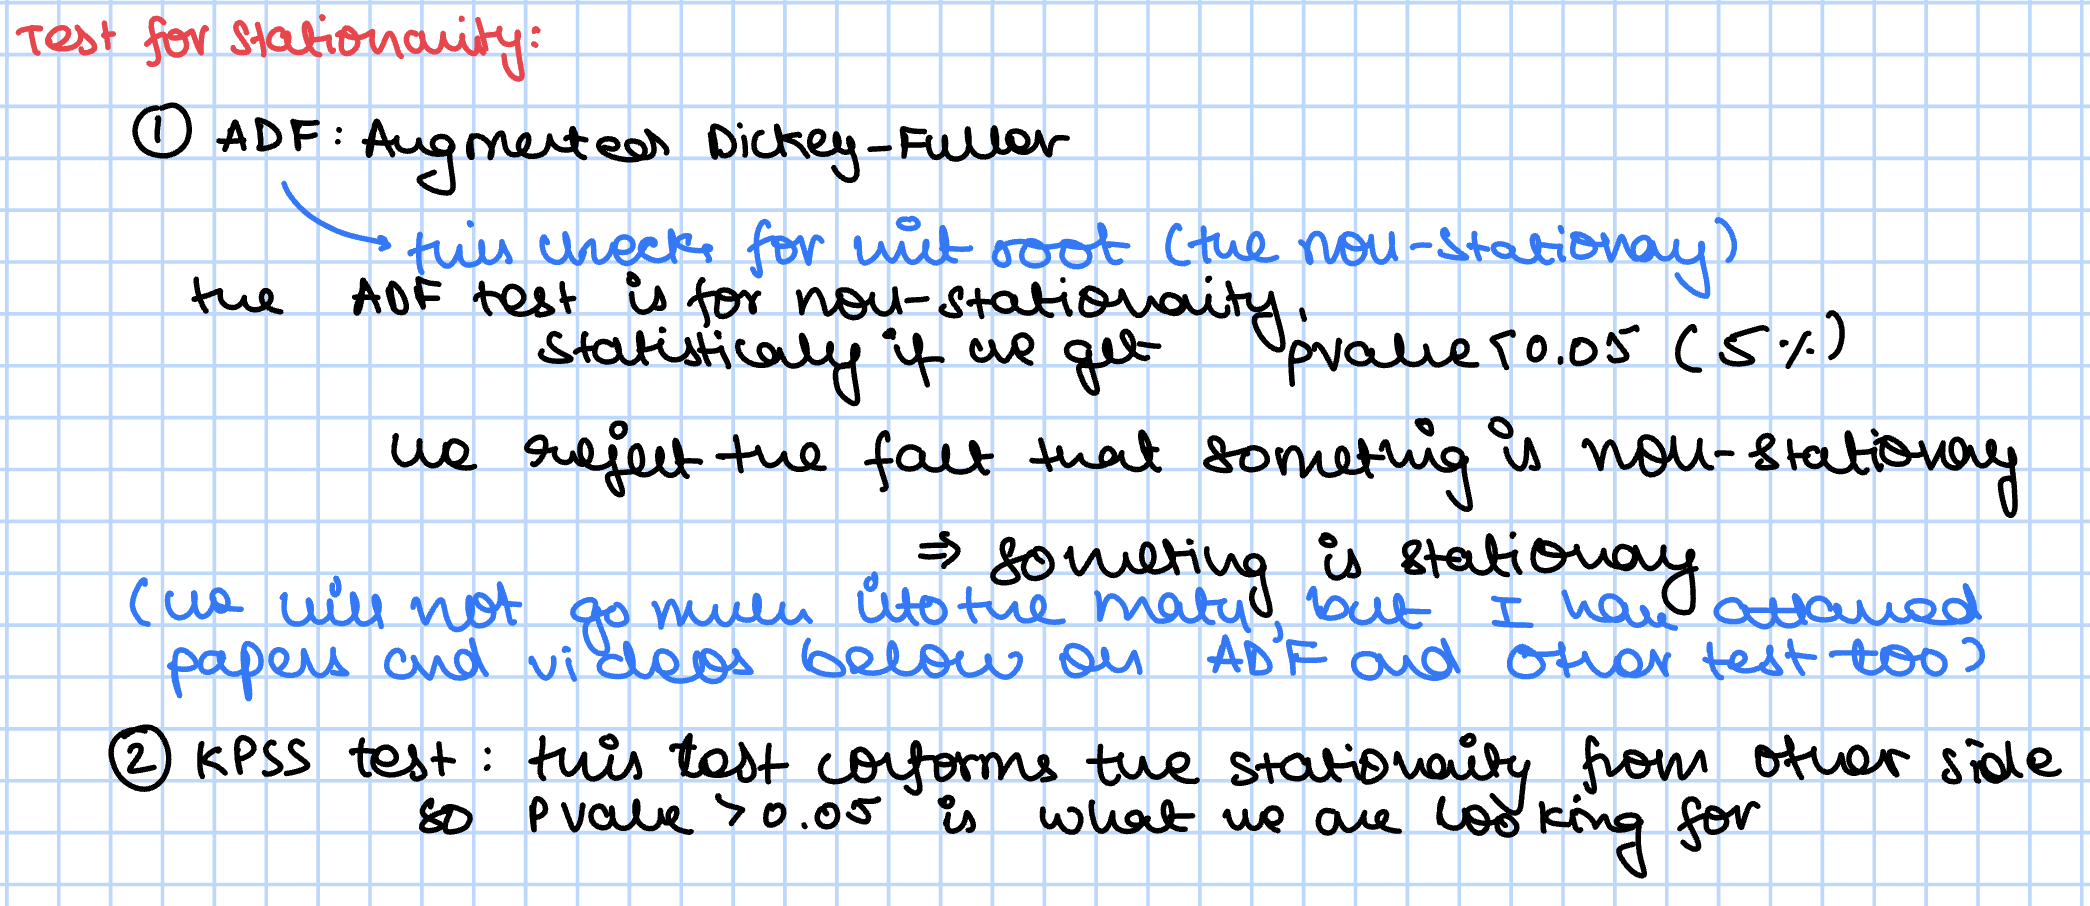 Test for stationarity:
① ADF: Augmented Dickey-Fuller
this checks for unit root (the non-stationary)
the ADF test is for non-stationarity,
statistically if we get pvalue < 0.05 (5%)
we reject the fact that something is non-stationary
⇒ something is stationary
(we will not go much into the math, but I have attached
papers and videos below on ADF and other test too)
② KPSS test: this test conforms the stationarity from other side
so Pvalue > 0.05 is what we are looking for